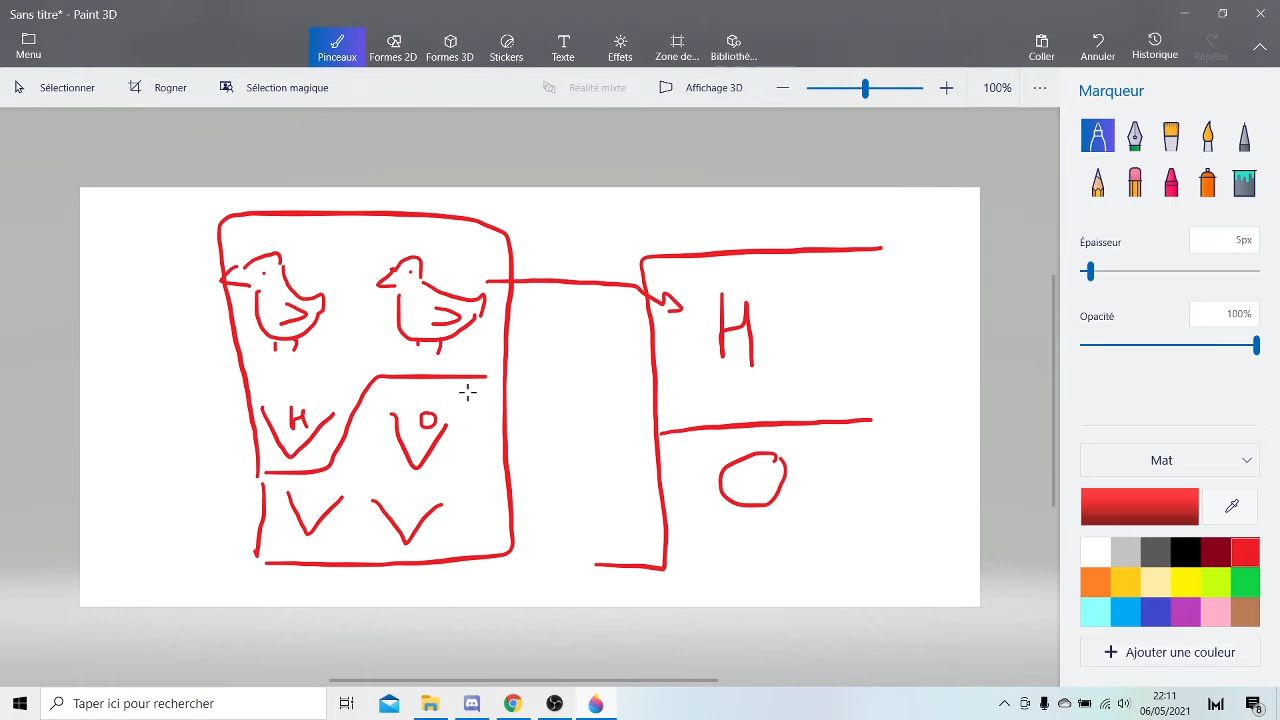 Sans titre* - Paint 3D
Menu
Pinceaux
Formes 2D
Formes 3D
Stickers
Texte
Effets
Zone de...
Bibliothè...
Coller
Annuler
Historique
Répéter
Sélectionner
Rogner
Sélection magique
Réalité mixte
Affichage 3D
100%
Marqueur
Épaisseur
5px
Opacité
100%
Mat
Ajouter une couleur
H
H
O
O
Taper ici pour rechercher
22:11
06/05/2021
8